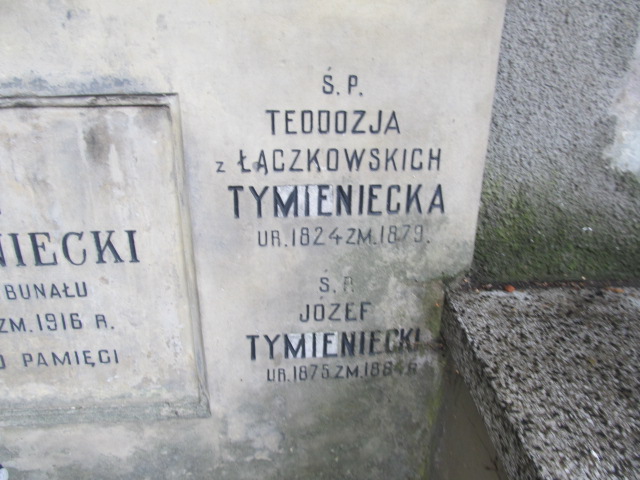 NIECKI
BUNAŁU
ZM. 1916 R.
PAMIĘCI
Ś. P.
TEODOZJA
z ŁĄCZKOWSKICH
TYMIENIECKA
UR. 1824 ZM. 1879.
Ś. P.
JÓZEF
TYMIENIECKI
UR. 1875 ZM. 1884 R.